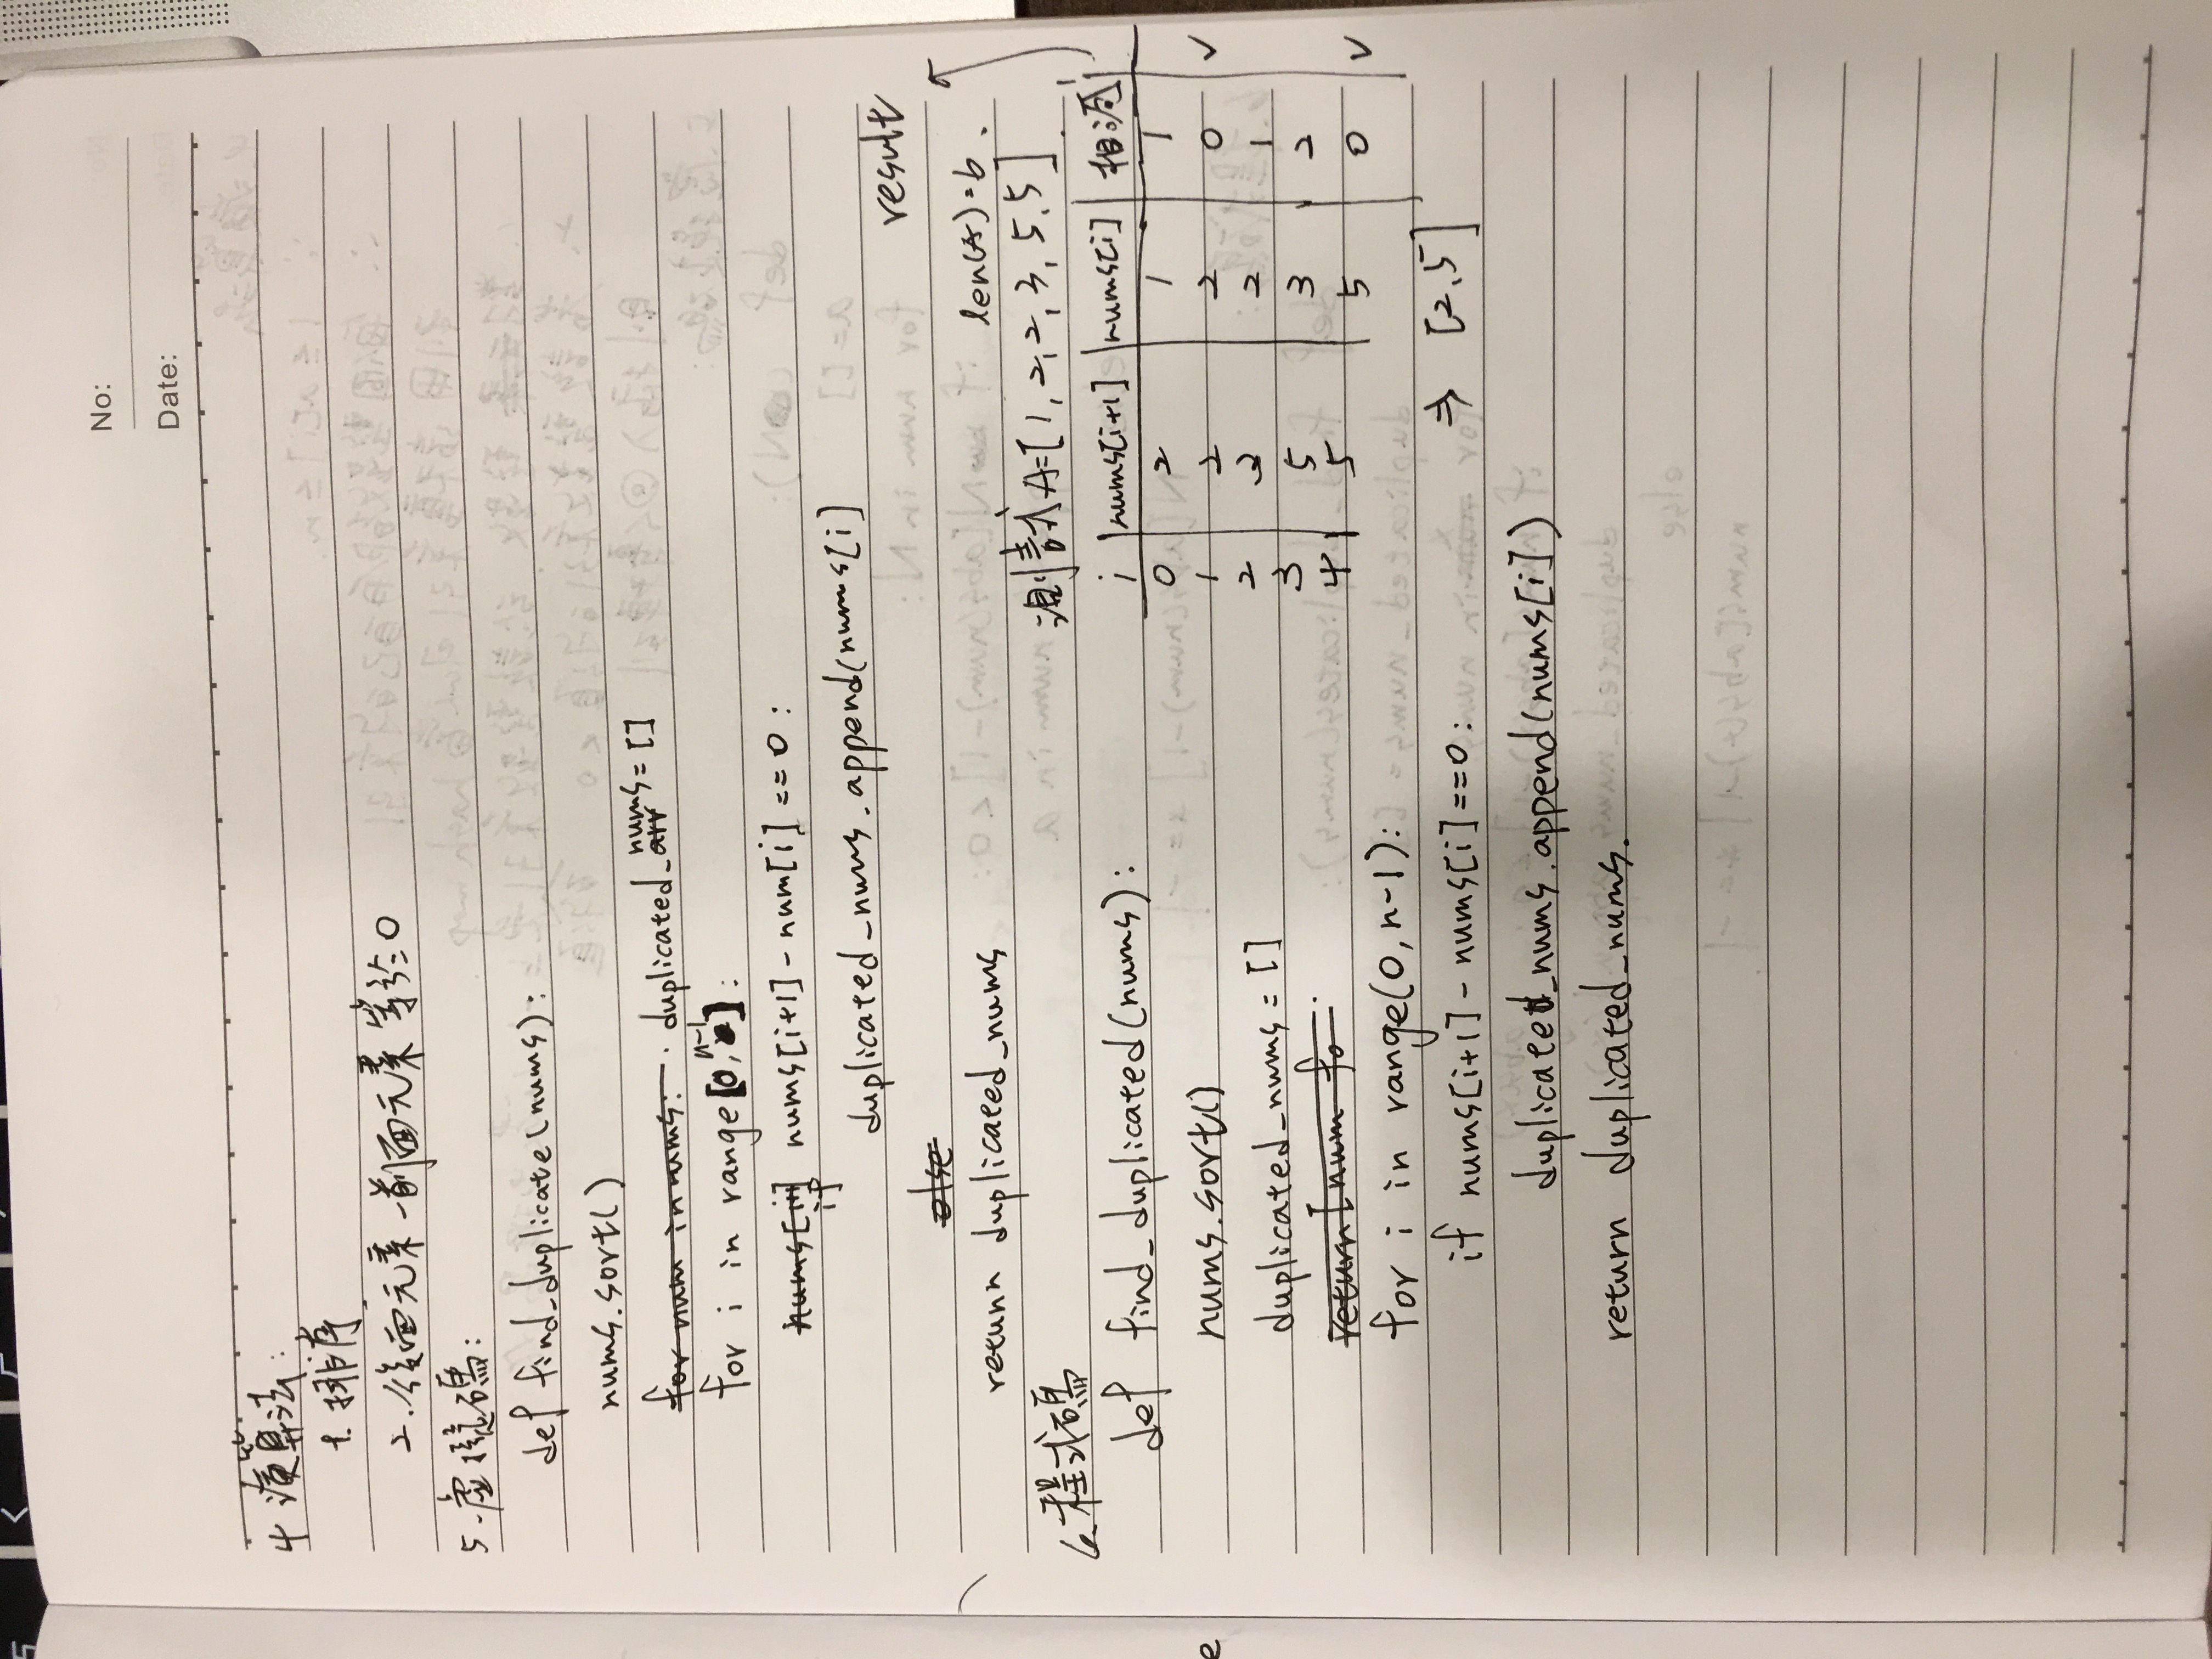 No:
Date:
4 演算法:
1. 排序
2. 後面元素 - 前面元素 等於 0
5. 虛擬碼:
def find_duplicate(nums):
nums.sort()
for num in nums: duplicated_arr nums = []
for i in range[0, n-1]:
nums[i+1] if nums[i+1] - num[i] == 0 :
duplicated_nums.append(nums[i]
else
return duplicated_nums
6. 程式碼
def find_duplicated(nums):
nums.sort()
duplicated_nums = []
return [num fo
for i in range(0, n-1):
if nums[i+1] - nums[i] == 0:
duplicated_nums.append(nums[i])
return duplicated_nums.
result
len(A) = 6.
測試 A=[1, 2, 2, 3, 5, 5]
i nums[i+1] nums[i] 相減
0 2 1 1
1 2 2 0 ✓
2 3 2 1
3 5 3 2
4 5 5 0 ✓
⇒ [2, 5]